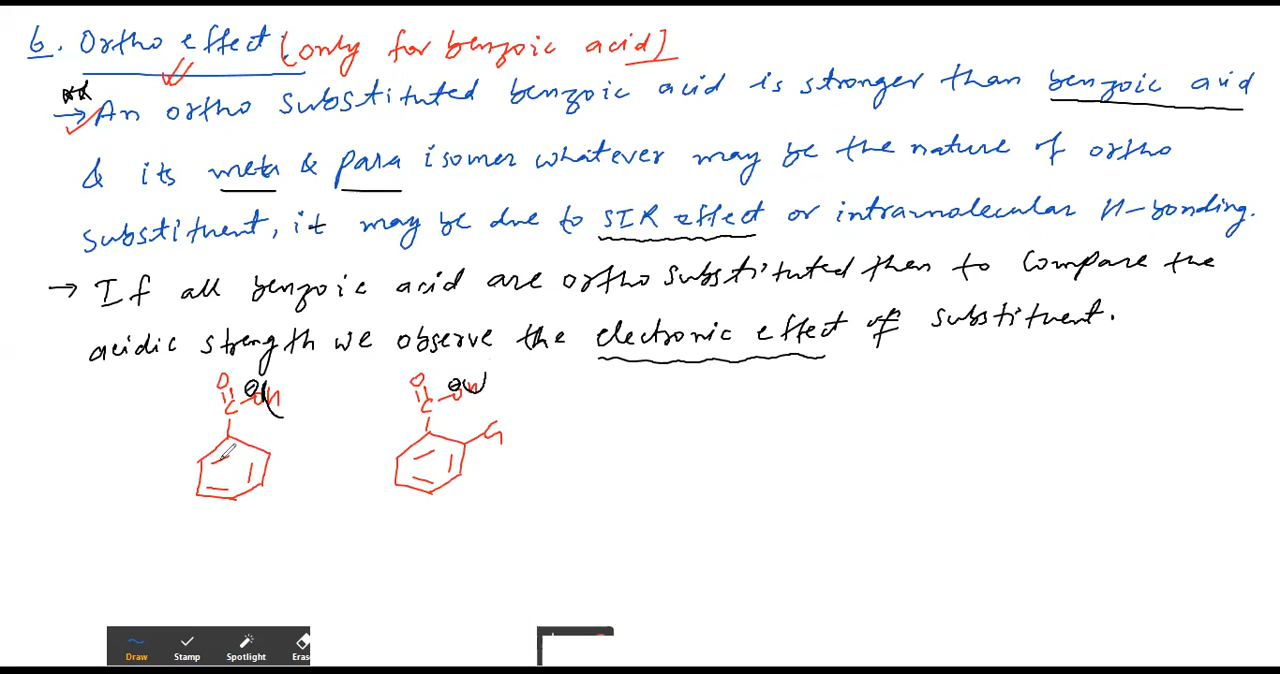 6. Ortho effect (only for benzoic acid]
→ An ortho substituted benzoic acid is stronger than benzoic acid
& its meta & para isomer whatever may be the nature of ortho
substituent, it may be due to SIR effect or intramolecular H-bonding.
→ If all benzoic acid are ortho substituted then to compare the
acidic strength we observe the electronic effect of substituent.
O O
C-OH C-OH
G
Draw Stamp Spotlight Eras